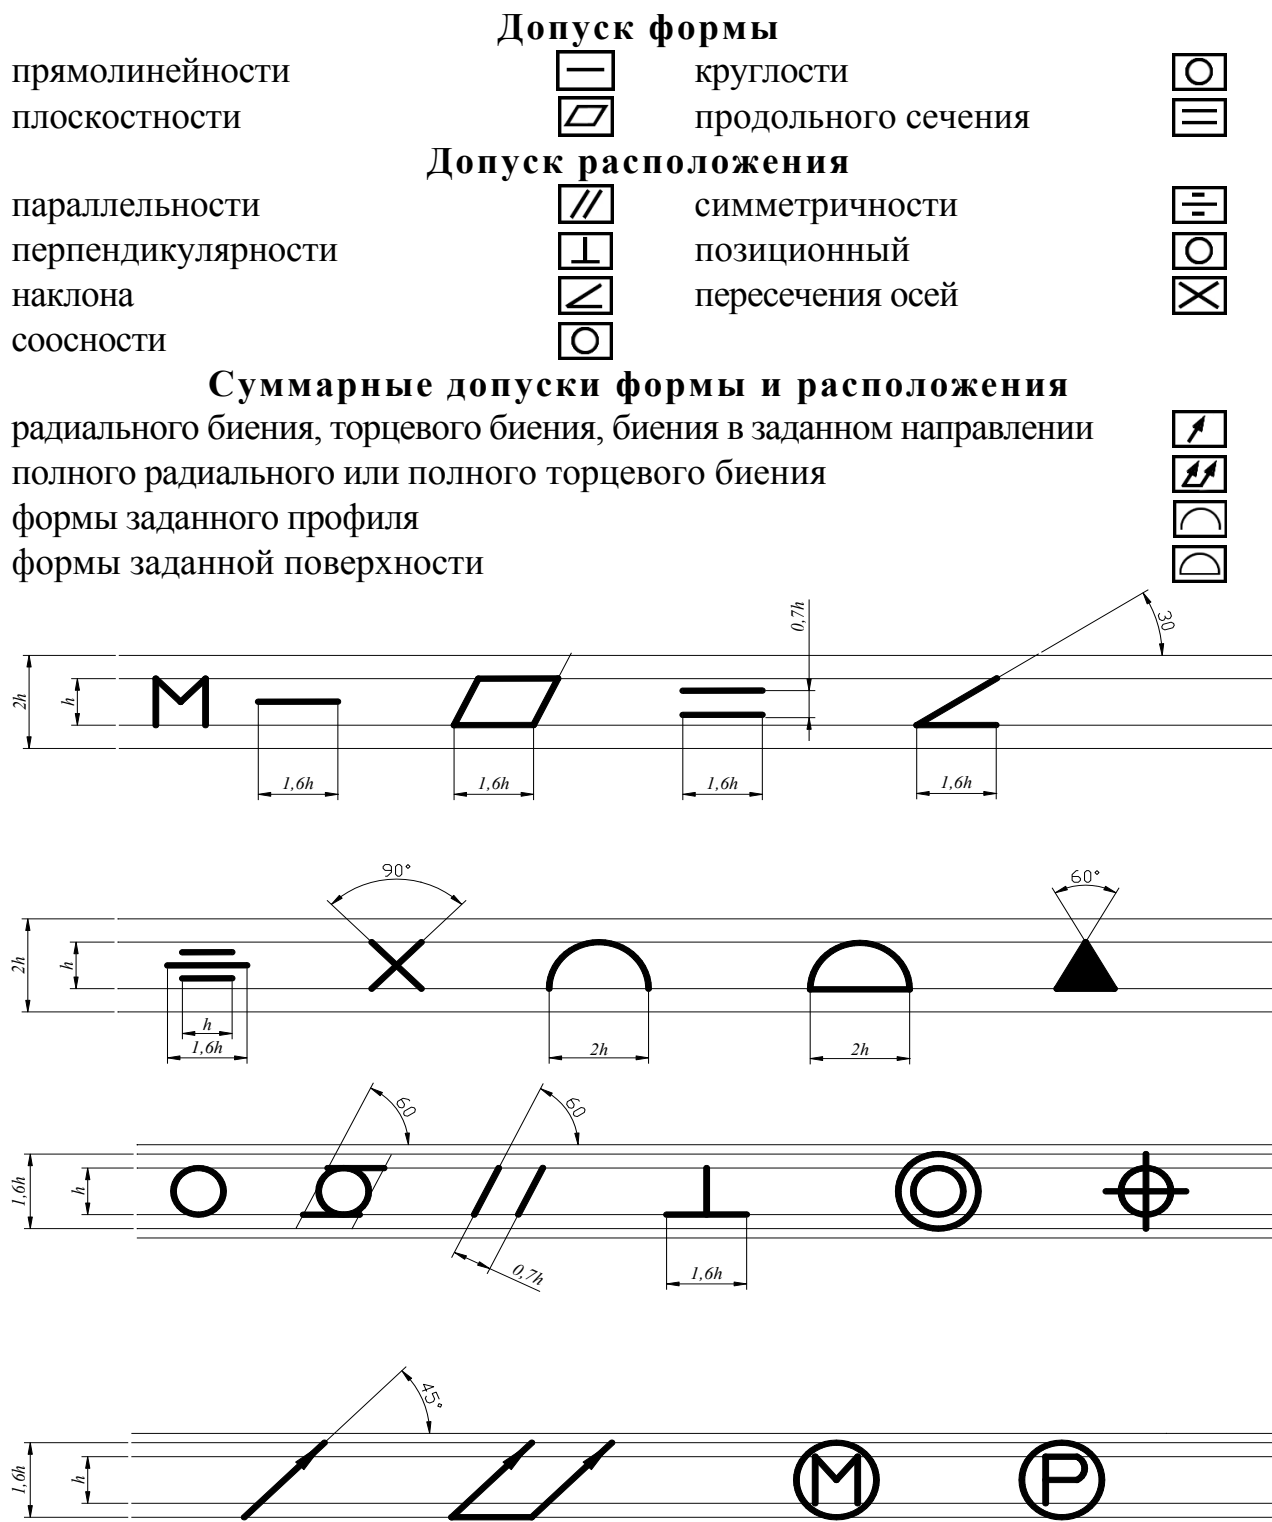 Допуск формы
прямолинейности круглости
плоскостности продольного сечения
Допуск расположения
параллельности симметричности
перпендикулярности позиционный
наклона пересечения осей
соосности
Суммарные допуски формы и расположения
радиального биения, торцевого биения, биения в заданном направлении
полного радиального или полного торцевого биения
формы заданного профиля
формы заданной поверхности
0,7h 30
2h h M
1,6h 1,6h 1,6h 1,6h
90° 60°
2h h
h
1,6h 2h 2h
60 60
1,6h h
0,7h 1,6h
45°
1,6h h M P